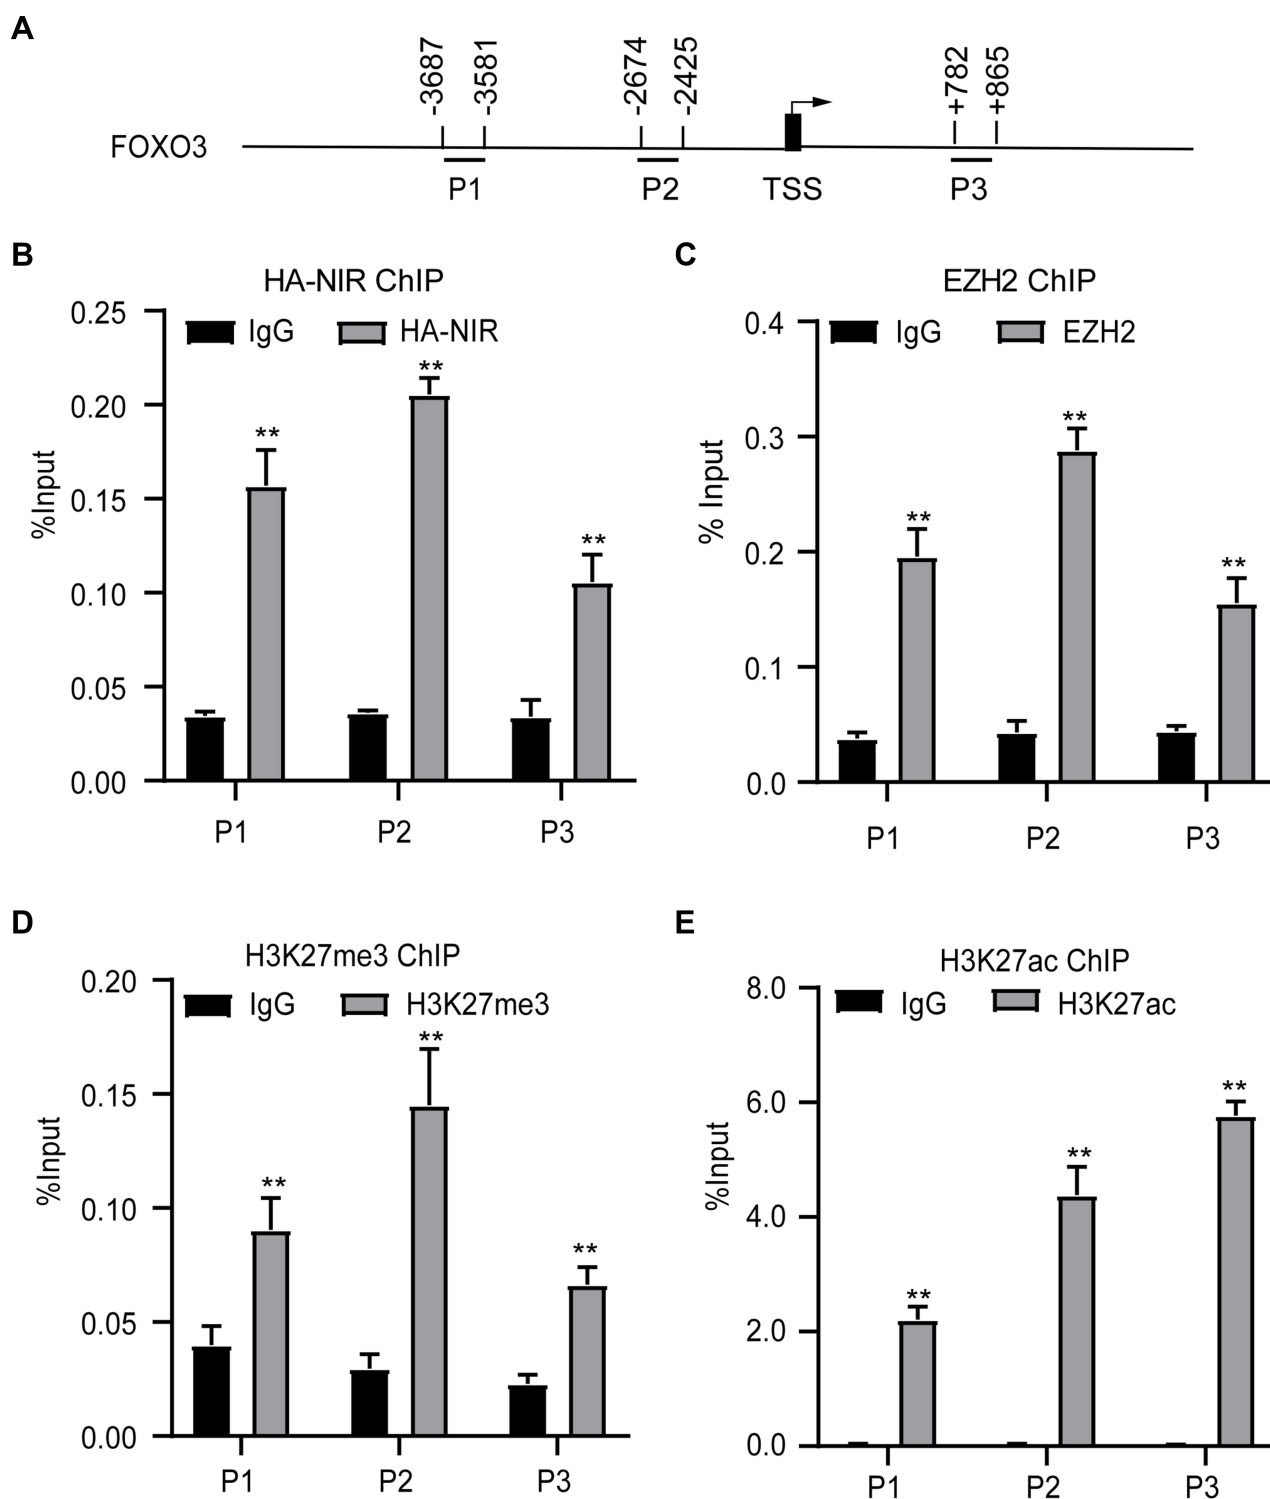 A
-3687 -3581 -2674 -2425 +782 +865
FOXO3
P1 P2 TSS P3
B
HA-NIR ChIP
IgG HA-NIR
%Input
0.25
0.20
0.15
0.10
0.05
0.00
** ** **
P1 P2 P3
C
EZH2 ChIP
IgG EZH2
% Input
0.4
0.3
0.2
0.1
0.0
** ** **
P1 P2 P3
D
H3K27me3 ChIP
IgG H3K27me3
%Input
0.20
0.15
0.10
0.05
0.00
** ** **
P1 P2 P3
E
H3K27ac ChIP
IgG H3K27ac
%Input
8.0
6.0
4.0
2.0
0.0
** ** **
P1 P2 P3